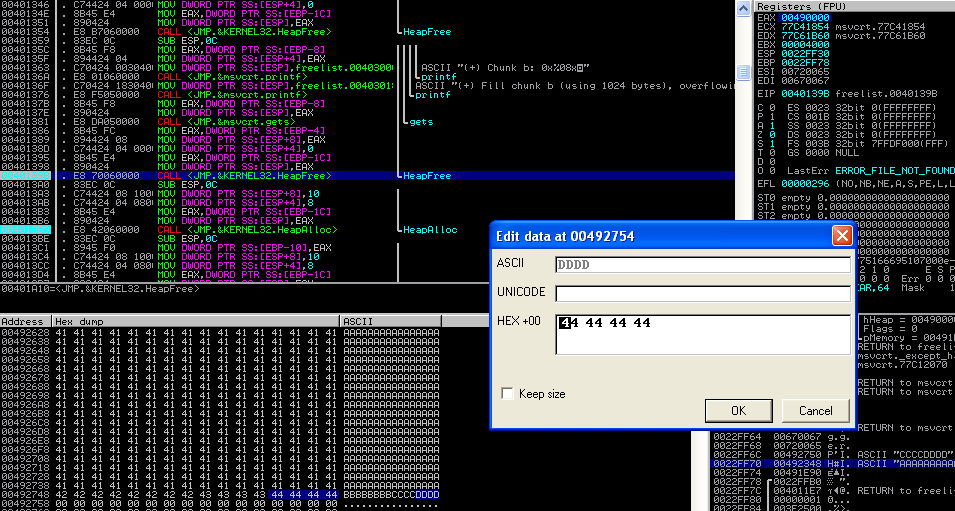 00401346 . C74424 04 0000 MOV DWORD PTR SS:[ESP+4],0
0040134E . 8B45 E4 MOV EAX,DWORD PTR SS:[EBP-1C]
00401351 . 890424 MOV DWORD PTR SS:[ESP],EAX
00401354 . E8 B7060000 CALL <JMP.&KERNEL32.HeapFree> HeapFree
00401359 . 83EC 0C SUB ESP,0C
0040135C . 8B45 F8 MOV EAX,DWORD PTR SS:[EBP-8]
0040135F . 894424 04 MOV DWORD PTR SS:[ESP+4],EAX
00401363 . C70424 0030400 MOV DWORD PTR SS:[ESP],freelist.0040300 ASCII "(+) Chunk b: 0x%08x
0040136A . E8 01060000 CALL <JMP.&msvcrt.printf> printf
0040136F . C70424 1830400 MOV DWORD PTR SS:[ESP],freelist.0040301 ASCII "(+) Fill chunk b (using 1024 bytes), overflowin
00401376 . E8 F5050000 CALL <JMP.&msvcrt.printf> printf
0040137B . 8B45 F8 MOV EAX,DWORD PTR SS:[EBP-8]
0040137E . 890424 MOV DWORD PTR SS:[ESP],EAX
00401381 . E8 DA050000 CALL <JMP.&msvcrt.gets> gets
00401386 . 8B45 FC MOV EAX,DWORD PTR SS:[EBP-4]
00401389 . 894424 08 MOV DWORD PTR SS:[ESP+8],EAX
0040138D . C74424 04 0000 MOV DWORD PTR SS:[ESP+4],0
00401395 . 8B45 E4 MOV EAX,DWORD PTR SS:[EBP-1C]
00401398 . 890424 MOV DWORD PTR SS:[ESP],EAX
0040139B . E8 70060000 CALL <JMP.&KERNEL32.HeapFree> HeapFree
004013A0 . 83EC 0C SUB ESP,0C
004013A3 . C74424 08 1000 MOV DWORD PTR SS:[ESP+8],10
004013AB . C74424 04 0800 MOV DWORD PTR SS:[ESP+4],8
004013B3 . 8B45 E4 MOV EAX,DWORD PTR SS:[EBP-1C]
004013B6 . 890424 MOV DWORD PTR SS:[ESP],EAX
. E8 42060000 CALL <JMP.&KERNEL32.HeapAlloc> HeapAlloc
004013BE . 83EC 0C SUB ESP,0C
004013C1 . 8945 F0 MOV DWORD PTR SS:[EBP-10],EAX
004013C4 . C74424 08 1000 MOV DWORD PTR SS:[ESP+8],10
004013CC . C74424 04 0800 MOV DWORD PTR SS:[ESP+4],8
004013D4 . 8B45 E4 MOV EAX,DWORD PTR SS:[EBP-1C]
00401A10=<JMP.&KERNEL32.HeapFree>
Registers (FPU)
EAX 00490000
ECX 77C41854 msvcrt.77C41854
EDX 77C61B60 msvcrt.77C61B60
EBX 00004000
ESP 0022FF30
EBP 0022FF78
ESI 00720065
EDI 00670067
EIP 0040139B freelist.0040139B
C 0 ES 0023 32bit 0(FFFFFFFF)
P 1 CS 001B 32bit 0(FFFFFFFF)
A 1 SS 0023 32bit 0(FFFFFFFF)
Z 0 DS 0023 32bit 0(FFFFFFFF)
S 1 FS 003B 32bit 7FFDF000(FFF)
T 0 GS 0000 NULL
D 0
O 0 LastErr ERROR_FILE_NOT_FOUND
EFL 00000296 (NO,NB,NE,A,S,PE,L,L
ST0 empty 0.0000000000000000
ST1 empty 0.0000000000000000
ST2 empty 0.0000000000000000
Edit data at 00492754
ASCII DDDD
UNICODE
HEX +00 44 44 44 44
Keep size
OK Cancel
Address Hex dump ASCII
00492628 41 41 41 41 41 41 41 41 41 41 41 41 41 41 41 41 AAAAAAAAAAAAAAAA
00492638 41 41 41 41 41 41 41 41 41 41 41 41 41 41 41 41 AAAAAAAAAAAAAAAA
00492648 41 41 41 41 41 41 41 41 41 41 41 41 41 41 41 41 AAAAAAAAAAAAAAAA
00492658 41 41 41 41 41 41 41 41 41 41 41 41 41 41 41 41 AAAAAAAAAAAAAAAA
00492668 41 41 41 41 41 41 41 41 41 41 41 41 41 41 41 41 AAAAAAAAAAAAAAAA
00492678 41 41 41 41 41 41 41 41 41 41 41 41 41 41 41 41 AAAAAAAAAAAAAAAA
00492688 41 41 41 41 41 41 41 41 41 41 41 41 41 41 41 41 AAAAAAAAAAAAAAAA
00492698 41 41 41 41 41 41 41 41 41 41 41 41 41 41 41 41 AAAAAAAAAAAAAAAA
004926A8 41 41 41 41 41 41 41 41 41 41 41 41 41 41 41 41 AAAAAAAAAAAAAAAA
004926B8 41 41 41 41 41 41 41 41 41 41 41 41 41 41 41 41 AAAAAAAAAAAAAAAA
004926C8 41 41 41 41 41 41 41 41 41 41 41 41 41 41 41 41 AAAAAAAAAAAAAAAA
004926D8 41 41 41 41 41 41 41 41 41 41 41 41 41 41 41 41 AAAAAAAAAAAAAAAA
004926E8 41 41 41 41 41 41 41 41 41 41 41 41 41 41 41 41 AAAAAAAAAAAAAAAA
004926F8 41 41 41 41 41 41 41 41 41 41 41 41 41 41 41 41 AAAAAAAAAAAAAAAA
00492708 41 41 41 41 41 41 41 41 41 41 41 41 41 41 41 41 AAAAAAAAAAAAAAAA
00492718 41 41 41 41 41 41 41 41 41 41 41 41 41 41 41 41 AAAAAAAAAAAAAAAA
00492728 41 41 41 41 41 41 41 41 41 41 41 41 41 41 41 41 AAAAAAAAAAAAAAAA
00492738 41 41 41 41 41 41 41 41 41 41 41 41 41 41 41 41 AAAAAAAAAAAAAAAA
00492748 42 42 42 42 42 42 42 42 43 43 43 43 44 44 44 44 BBBBBBBBCCCCDDDD
00492758 00 00 00 00 00 00 00 00 00 00 00 00 00 00 00 00 ................
hHeap = 0049000
Flags = 0
pMemory = 00491
RETURN to freeli
msvcrt._except_h
msvcrt.77C12070
RETURN to msvcrt
RETURN to msvcrt
RETURN to msvcrt
0022FF64 00670067 g.g.
0022FF68 00720065 e.r.
0022FF6C 00492750 P'I. ASCII "CCCCDDDD"
0022FF70 00492348 H#I. ASCII "AAAAAAAA
0022FF74 00491E90
0022FF78 0022FFB0
0022FF7C 004011E7 RETURN to freeli
0022FF80 00000001
0022FF84 003E2500